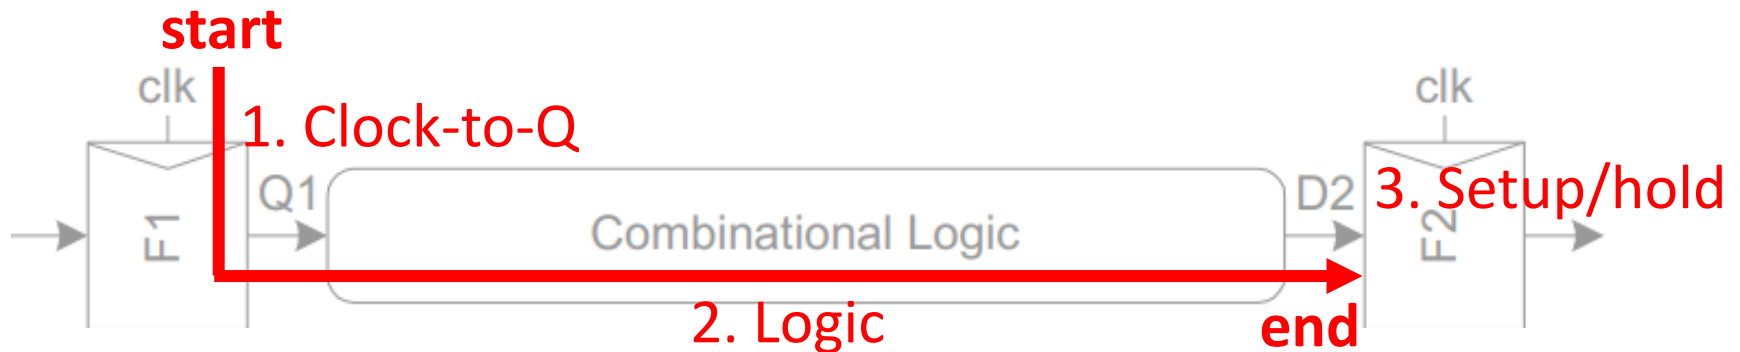 start
clk
clk
1. Clock-to-Q
Q1
D2
3. Setup/hold
F1
Combinational Logic
F2
2. Logic
end